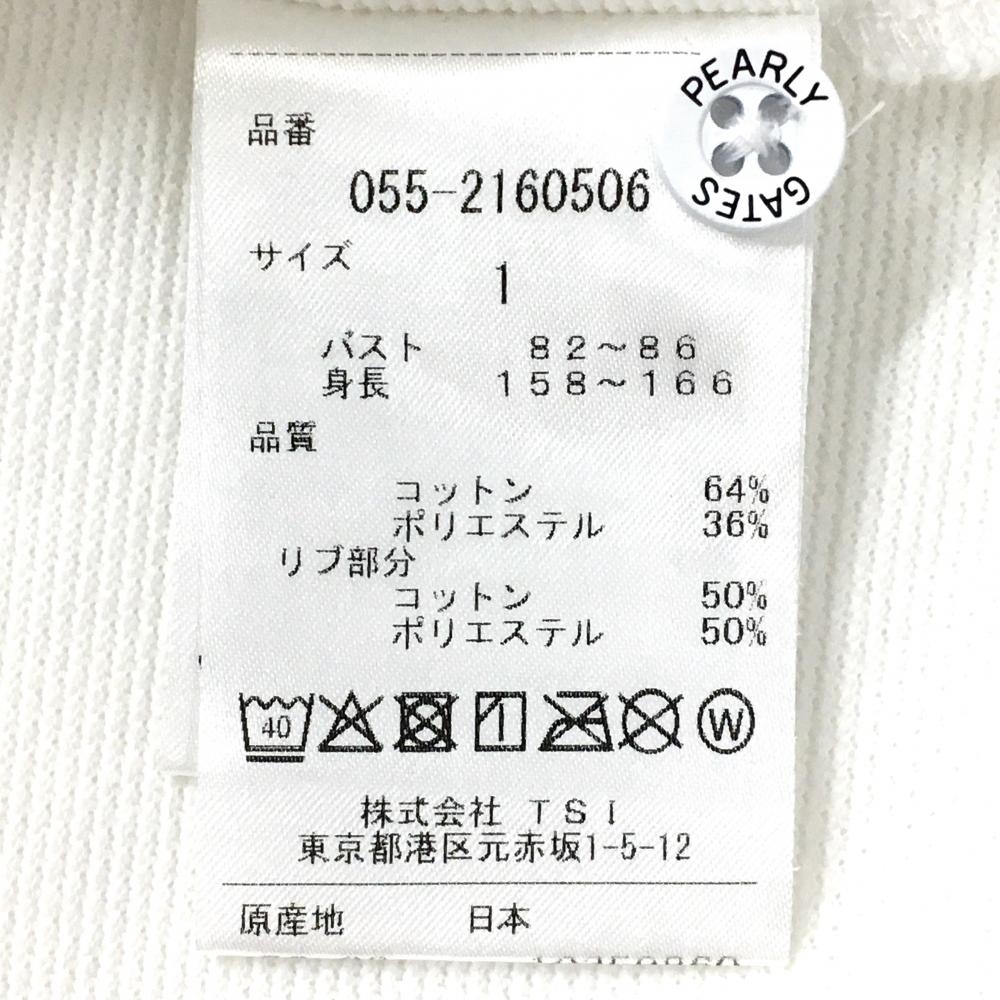 PEARLY
GATES
品番
055-2160506
サイズ
1
バスト 82～86
身長 158～166
品質
コットン 64%
ポリエステル 36%
リブ部分
コットン 50%
ポリエステル 50%
40 W
株式会社 TSI
東京都港区元赤坂1-5-12
原産地 日本